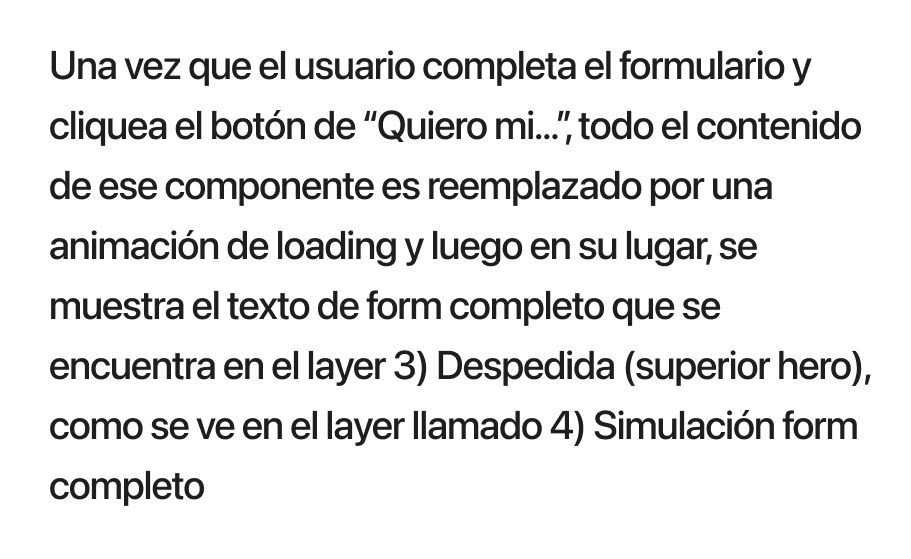 Una vez que el usuario completa el formulario y
cliquea el botón de “Quiero mi...”, todo el contenido
de ese componente es reemplazado por una
animación de loading y luego en su lugar, se
muestra el texto de form completo que se
encuentra en el layer 3) Despedida (superior hero),
como se ve en el layer llamado 4) Simulación form
completo